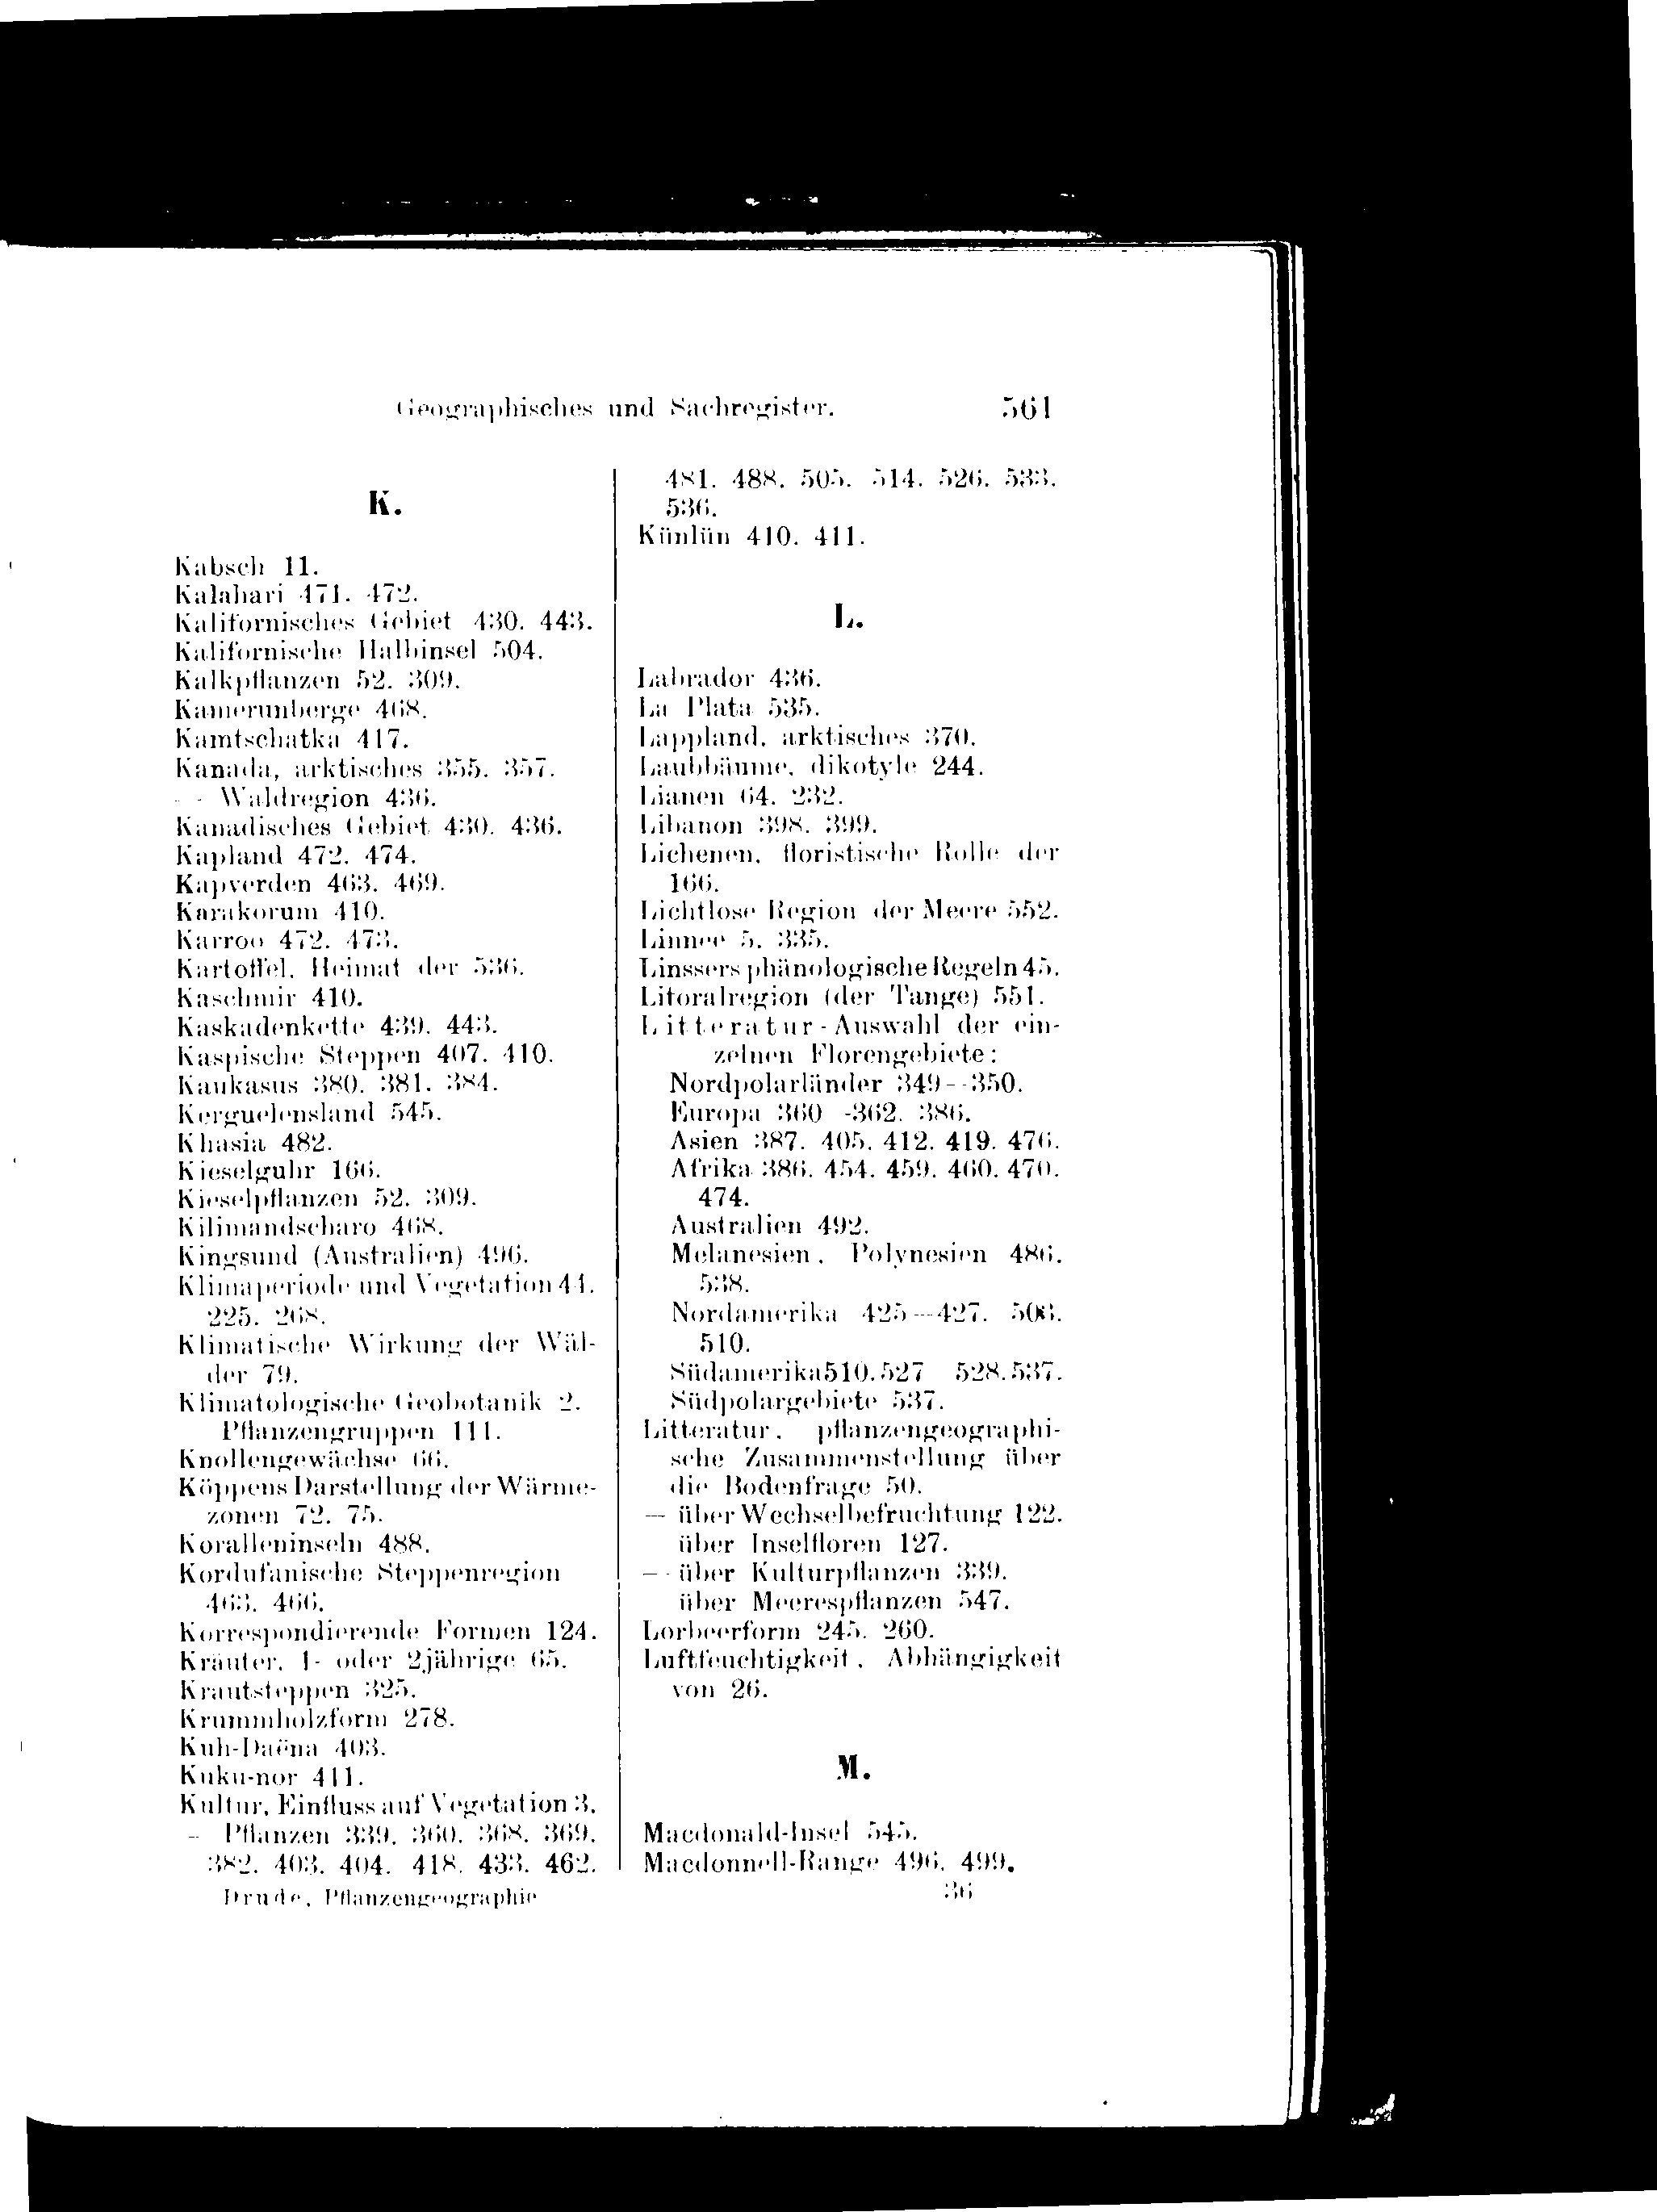 Geographisches und Sachregister. 561
K.
Kabsch 11.
Kalahari 471. 472.
Kalifornisches Gebiet 430. 443.
Kalifornische Halbinsel 504.
Kalkpflanzen 52. 309.
Kamerunberge 468.
Kamtschatka 417.
Kanada, arktisches 355. 357.
- - Waldregion 436.
Kanadisches Gebiet 430. 436.
Kapland 472. 474.
Kapverden 463. 469.
Karakorum 410.
Karroo 472. 473.
Kartoffel, Heimat der 536.
Kaschmir 410.
Kaskadenkette 439. 443.
Kaspische Steppen 407. 410.
Kaukasus 380. 381. 384.
Kerguelensland 545.
Khasia 482.
Kieselguhr 166.
Kieselpflanzen 52. 309.
Kilimandscharo 468.
Kingsund (Australien) 496.
Klimaperiode und Vegetation 44.
225. 268.
Klimatische Wirkung der Wäl-
der 79.
Klimatologische Geobotanik 2.
Pflanzengruppen 111.
Knollengewächse 66.
Köppens Darstellung der Wärme-
zonen 72. 75.
Koralleninseln 488.
Kordufanische Steppenregion
463. 466.
Korrespondierende Formen 124.
Kräuter, 1- oder 2jährige 65.
Krautsteppen 325.
Krummholzform 278.
Kuh-Daëna 403.
Kuku-nor 411.
Kultur, Einfluss auf Vegetation 3.
- Pflanzen 339. 360. 368. 369.
382. 403. 404. 418. 433. 462.
481. 488. 505. 514. 526. 533.
536.
Künlün 410. 411.
L.
Labrador 436.
La Plata 535.
Lappland, arktisches 370.
Laubbäume, dikotyle 244.
Lianen 64. 232.
Libanon 398. 399.
Lichenen, floristische Rolle der
166.
Lichtlose Region der Meere 552.
Linnee 5. 335.
Linssers phänologische Regeln 45.
Litoralregion (der Tange) 551.
Litteratur-Auswahl der ein-
zelnen Florengebiete:
Nordpolarländer 349--350.
Europa 360 -362. 386.
Asien 387. 405. 412. 419. 476.
Afrika 386. 454. 459. 460. 470.
474.
Australien 492.
Melanesien, Polynesien 486.
538.
Nordamerika 425—427. 503.
510.
Südamerika 510. 527 528. 537.
Südpolargebiete 537.
Litteratur, pflanzengeographi-
sche Zusammenstellung über
die Bodenfrage 50.
— über Wechselbefruchtung 122.
über Inselfloren 127.
— über Kulturpflanzen 339.
über Meerespflanzen 547.
Lorbeerform 245. 260.
Luftfeuchtigkeit, Abhängigkeit
von 26.
M.
Macdonald-Insel 545.
Macdonnell-Range 496. 499.
Drude, Pflanzengeographie 36